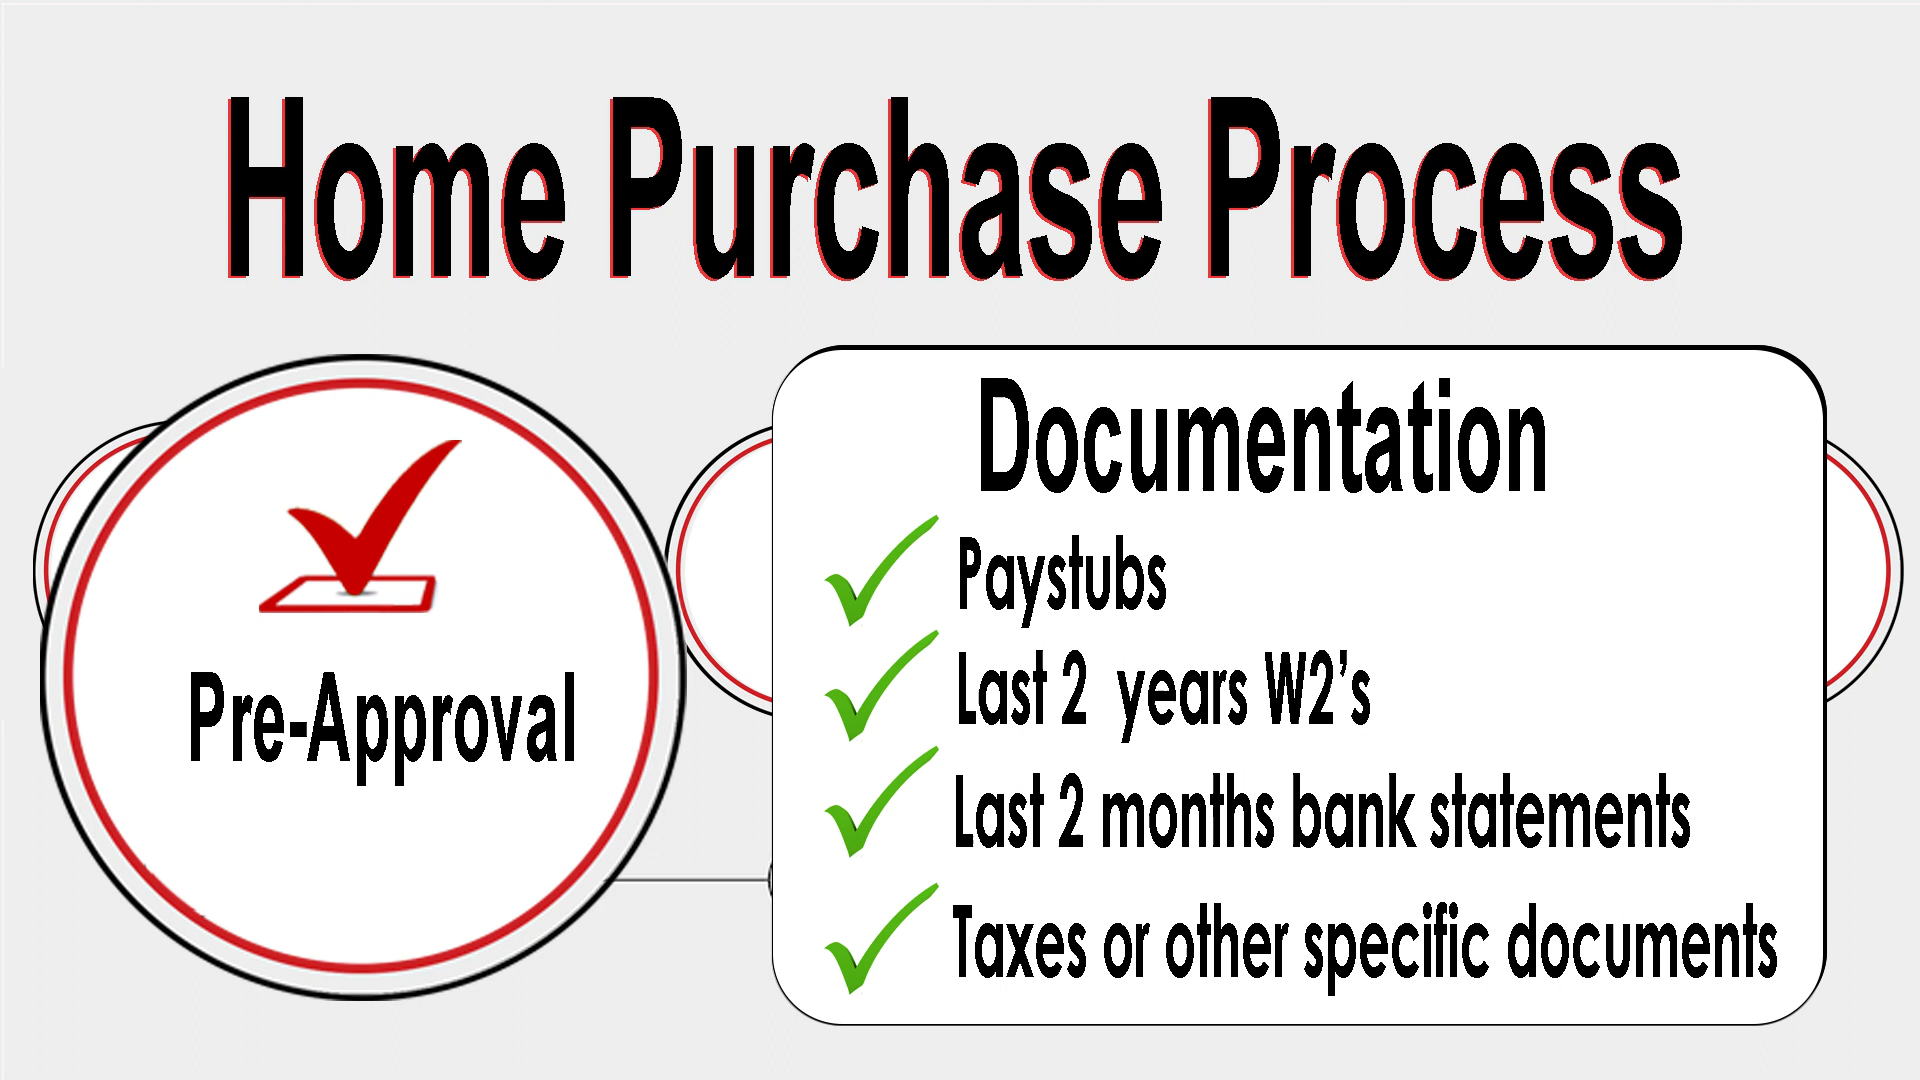 Home Purchase Process
Pre-Approval
Documentation
Paystubs
Last 2 years W2’s
Last 2 months bank statements
Taxes or other specific documents